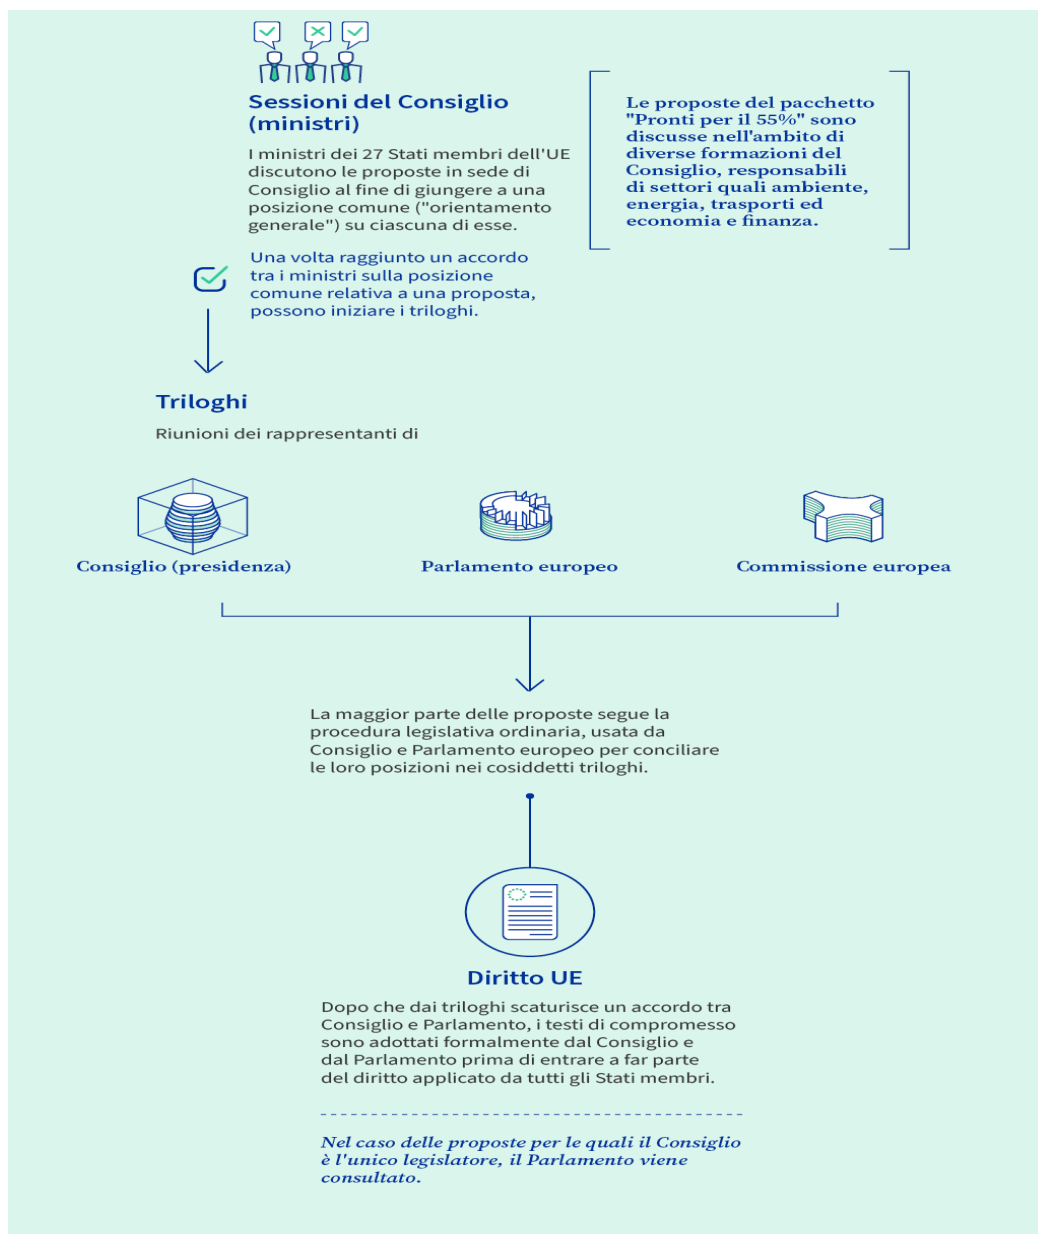 Sessioni del Consiglio
(ministri)
I ministri dei 27 Stati membri dell'UE
discutono le proposte in sede di
Consiglio al fine di giungere a una
posizione comune ("orientamento
generale") su ciascuna di esse.
Le proposte del pacchetto
"Pronti per il 55%" sono
discusse nell'ambito di
diverse formazioni del
Consiglio, responsabili
di settori quali ambiente,
energia, trasporti ed
economia e finanza.
Una volta raggiunto un accordo
tra i ministri sulla posizione
comune relativa a una proposta,
possono iniziare i triloghi.
Triloghi
Riunioni dei rappresentanti di
Consiglio (presidenza)
Parlamento europeo
Commissione europea
La maggior parte delle proposte segue la
procedura legislativa ordinaria, usata da
Consiglio e Parlamento europeo per conciliare
le loro posizioni nei cosiddetti triloghi.
Diritto UE
Dopo che dai triloghi scaturisce un accordo tra
Consiglio e Parlamento, i testi di compromesso
sono adottati formalmente dal Consiglio e
dal Parlamento prima di entrare a far parte
del diritto applicato da tutti gli Stati membri.
Nel caso delle proposte per le quali il Consiglio
è l'unico legislatore, il Parlamento viene
consultato.